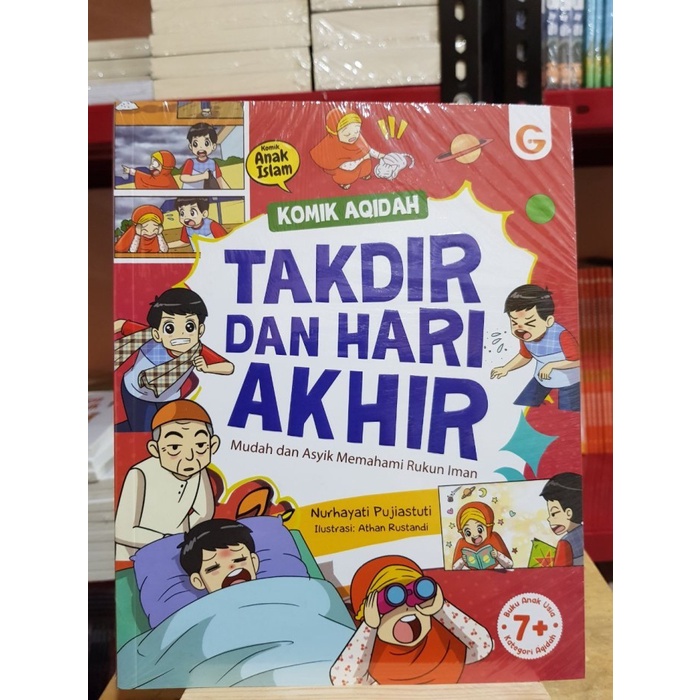 Komik
Anak
Islam
G
KOMIK AQIDAH
TAKDIR
DAN HARI
AKHIR
Mudah dan Asyik Memahami Rukun Iman
Nurhayati Pujiastuti
Ilustrasi: Athan Rustandi
Buku Anak Usia
7+
Kategori Aqidah